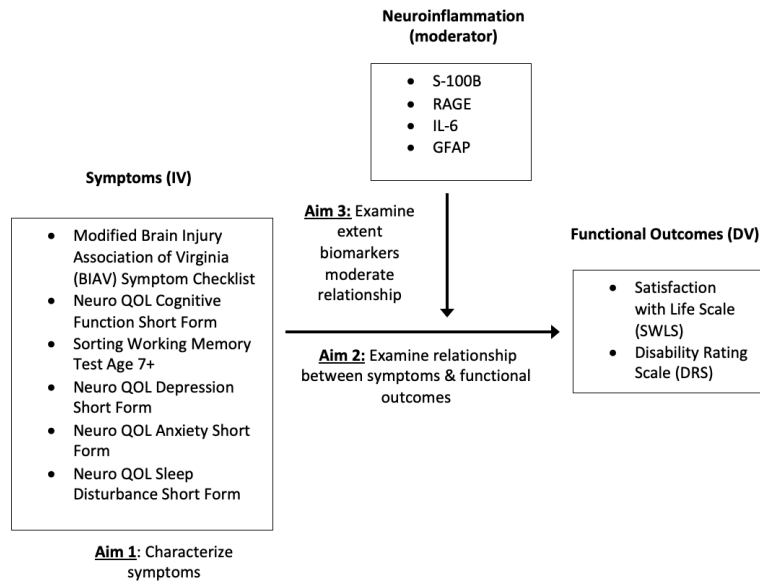 Neuroinflammation
(moderator)
• S-100B
• RAGE
• IL-6
• GFAP
Symptoms (IV)
• Modified Brain Injury
Association of Virginia
(BIAV) Symptom Checklist
• Neuro QOL Cognitive
Function Short Form
• Sorting Working Memory
Test Age 7+
• Neuro QOL Depression
Short Form
• Neuro QOL Anxiety Short
Form
• Neuro QOL Sleep
Disturbance Short Form
Aim 1: Characterize
symptoms
Aim 3: Examine
extent
biomarkers
moderate
relationship
Aim 2: Examine relationship
between symptoms & functional
outcomes
Functional Outcomes (DV)
• Satisfaction
with Life Scale
(SWLS)
• Disability Rating
Scale (DRS)